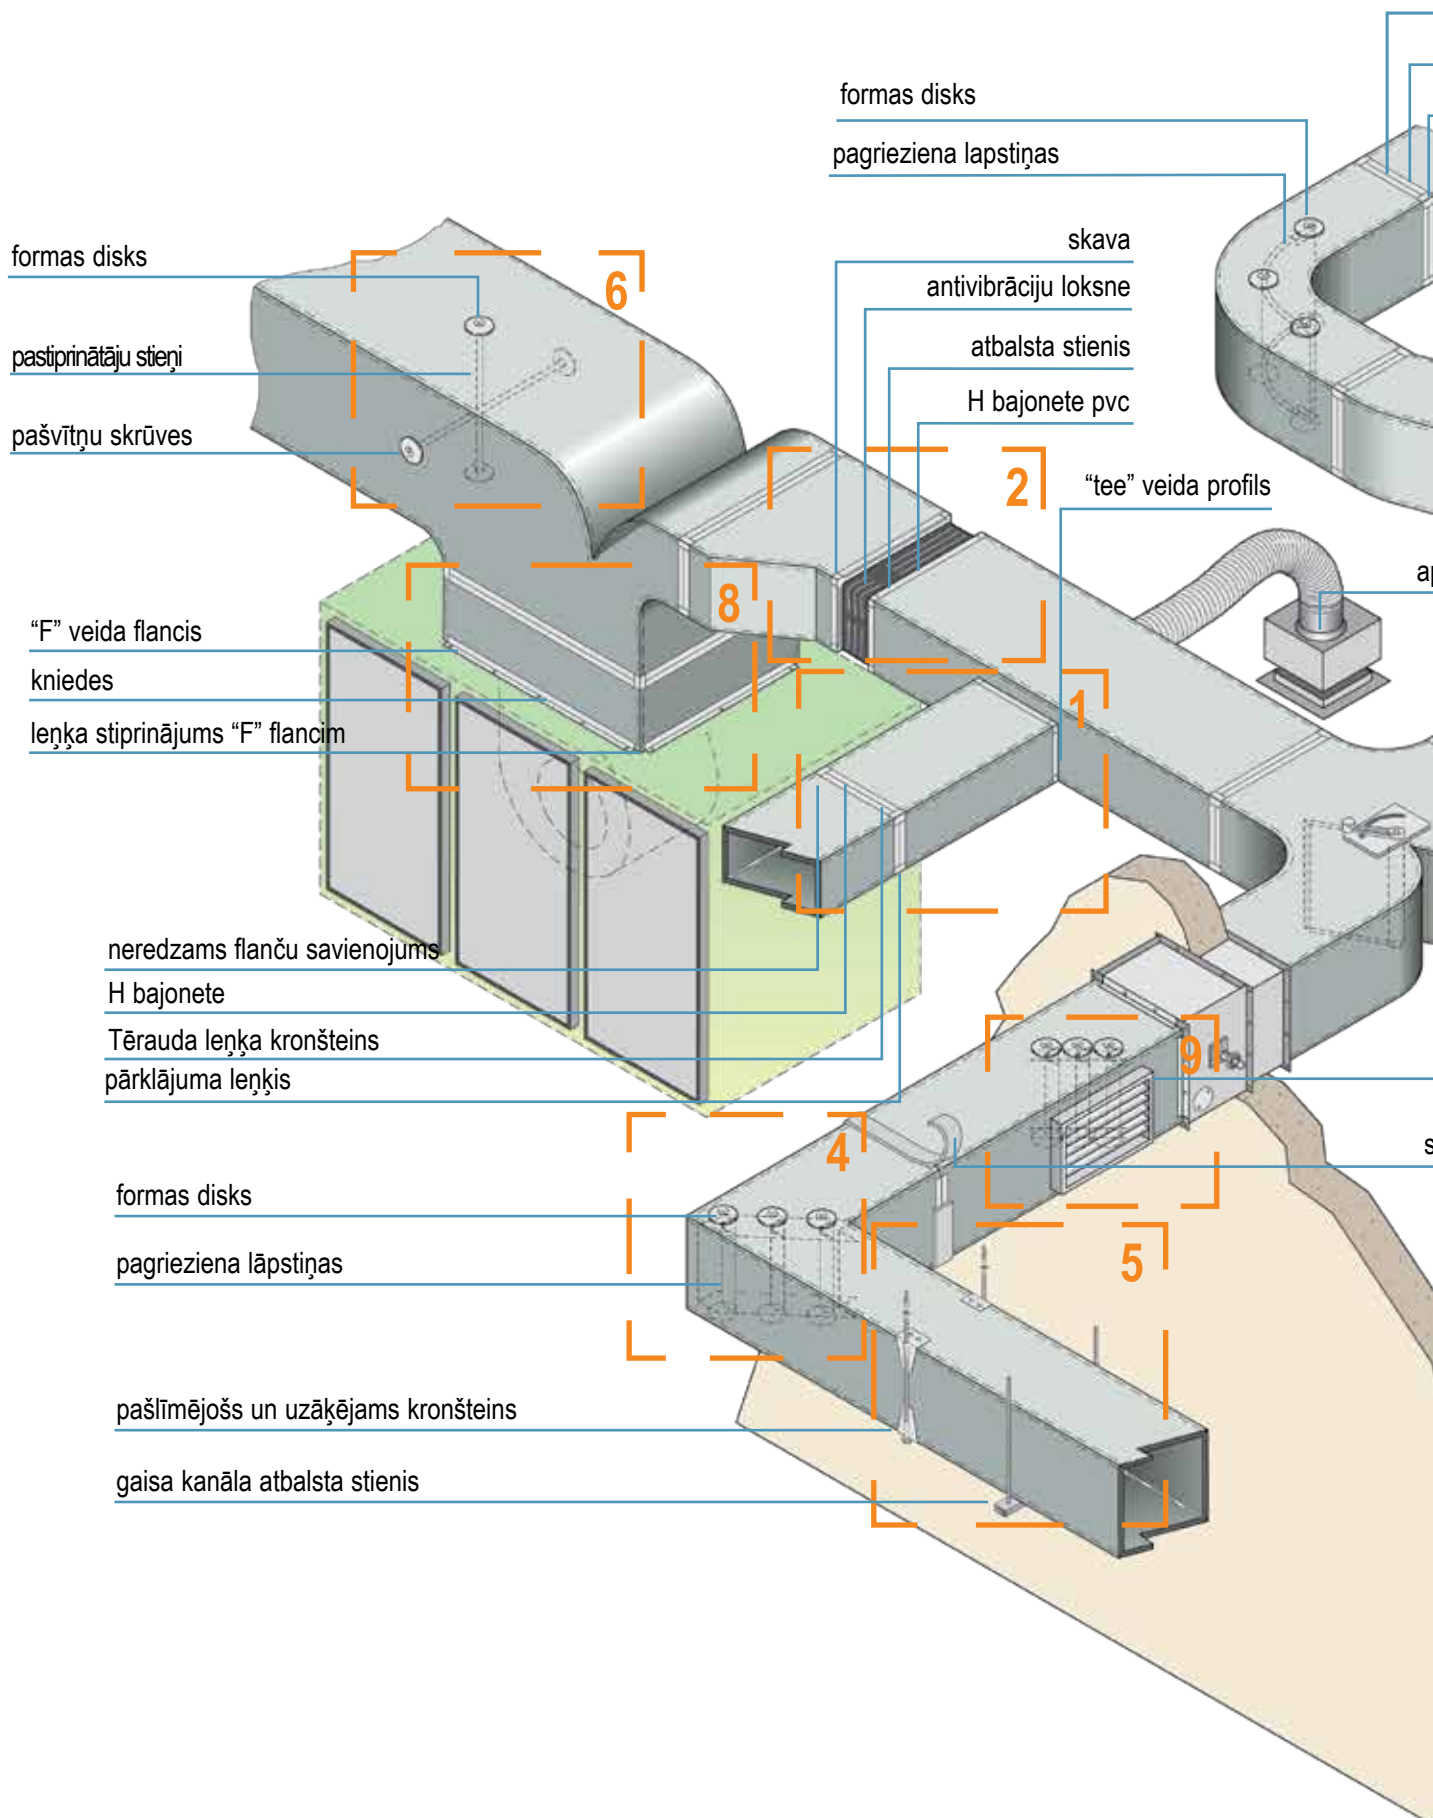 formas disks
pagrieziena lapstiņas
skava
antivibrāciju loksne
atbalsta stienis
H bajonete pvc
"tee" veida profils
formas disks
pastiprinātāju stieņi
pašvītņu skrūves
6
2
8
1
"F" veida flancis
kniedes
leņķa stiprinājums "F" flancim
ap
neredzams flanču savienojums
H bajonete
Tērauda leņķa kronšteins
pārklājuma leņķis
9
4
s
5
formas disks
pagrieziena lāpstiņas
pašlīmējošs un uzāķējams kronšteins
gaisa kanāla atbalsta stienis